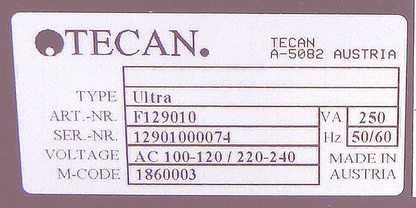 TECAN.
TECAN
A-5082 AUSTRIA
TYPE Ultra
ART.-NR. F129010 VA 250
SER.-NR. 12901000074 Hz 50/60
VOLTAGE AC 100-120 / 220-240 MADE IN
M-CODE 1860003 AUSTRIA